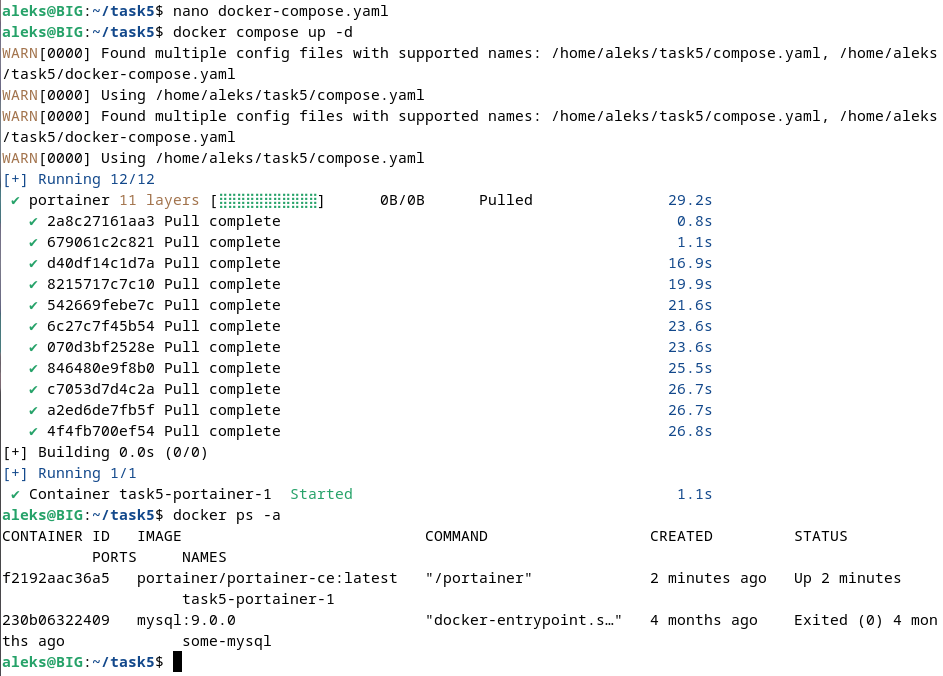 aleks@BIG:~/task5$ nano docker-compose.yaml
aleks@BIG:~/task5$ docker compose up -d
WARN[0000] Found multiple config files with supported names: /home/aleks/task5/compose.yaml, /home/aleks
/task5/docker-compose.yaml
WARN[0000] Using /home/aleks/task5/compose.yaml
WARN[0000] Found multiple config files with supported names: /home/aleks/task5/compose.yaml, /home/aleks
/task5/docker-compose.yaml
WARN[0000] Using /home/aleks/task5/compose.yaml
[+] Running 12/12
✔ portainer 11 layers [⣿⣿⣿⣿⣿⣿⣿⣿⣿⣿⣿] 0B/0B Pulled 29.2s
✔ 2a8c27161aa3 Pull complete 0.8s
✔ 679061c2c821 Pull complete 1.1s
✔ d40df14c1d7a Pull complete 16.9s
✔ 8215717c7c10 Pull complete 19.9s
✔ 542669febe7c Pull complete 21.6s
✔ 6c27c7f45b54 Pull complete 23.6s
✔ 070d3bf2528e Pull complete 23.6s
✔ 846480e9f8b0 Pull complete 25.5s
✔ c7053d7d4c2a Pull complete 26.7s
✔ a2ed6de7fb5f Pull complete 26.7s
✔ 4f4fb700ef54 Pull complete 26.8s
[+] Building 0.0s (0/0)
[+] Running 1/1
✔ Container task5-portainer-1 Started 1.1s
aleks@BIG:~/task5$ docker ps -a
CONTAINER ID IMAGE COMMAND CREATED STATUS
PORTS NAMES
f2192aac36a5 portainer/portainer-ce:latest "/portainer" 2 minutes ago Up 2 minutes
task5-portainer-1
230b06322409 mysql:9.0.0 "docker-entrypoint.s…" 4 months ago Exited (0) 4 mon
ths ago some-mysql
aleks@BIG:~/task5$